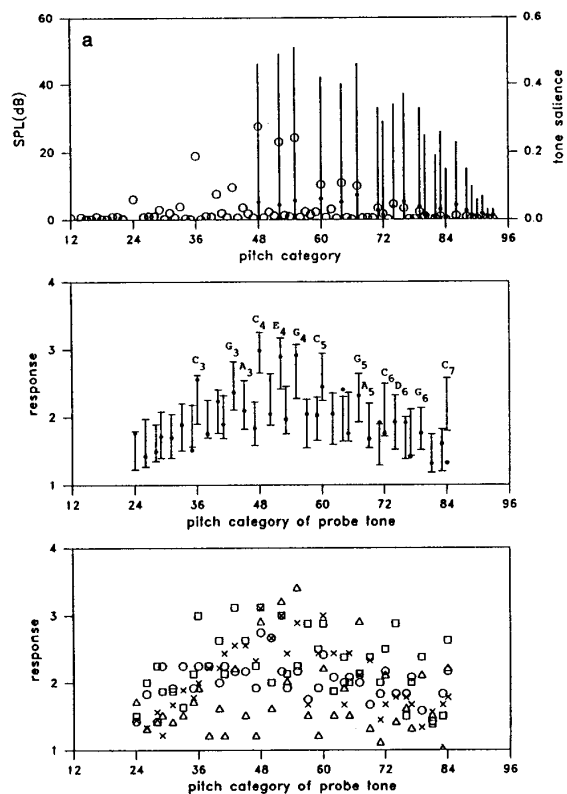 a
60
40
20
0
SPL(dB)
0.6
0.4
0.2
0.0
tone salience
12 24 36 48 60 72 84 96
pitch category
4
3
2
1
response
C3 G3 A3 C4 E4 G4 C5 G5 A5 C6 D6 G6 C7
12 24 36 48 60 72 84 96
pitch category of probe tone
4
3
2
1
response
12 24 36 48 60 72 84 96
pitch category of probe tone